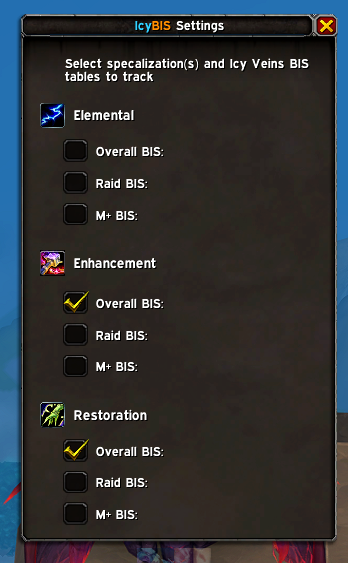 IcyBIS Settings
Select specalization(s) and Icy Veins BIS
tables to track
Elemental
Overall BIS:
Raid BIS:
M+ BIS:
Enhancement
Overall BIS:
Raid BIS:
M+ BIS:
Restoration
Overall BIS:
Raid BIS:
M+ BIS: